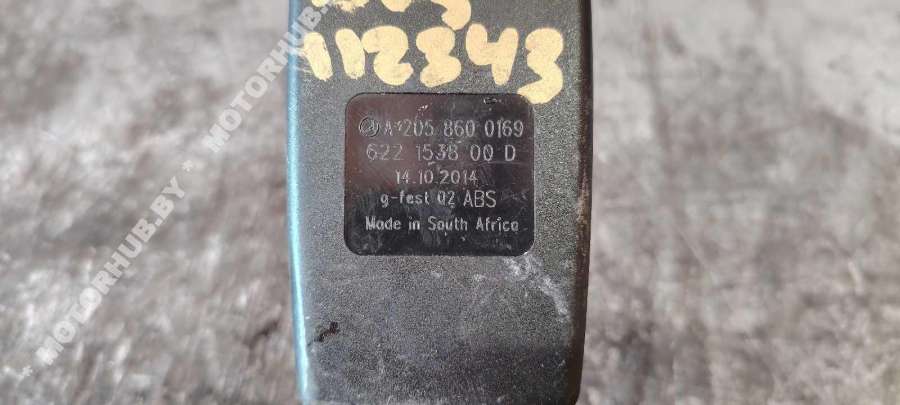 112343
A 205 860 0169
622 1538 00 D
14.10.2014
g-fest Q2 ABS
Made in South Africa
* MOTORHUB.BY * MOTORHUB.BY *